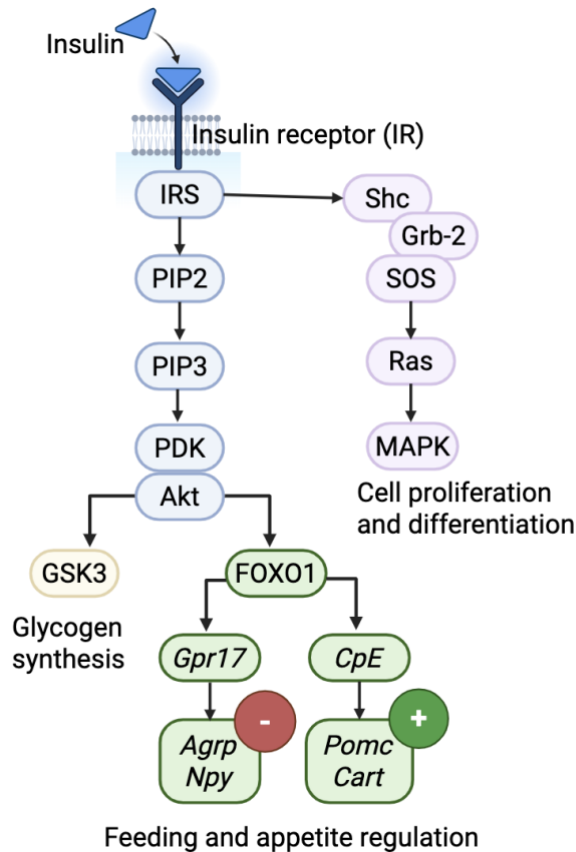 Insulin
Insulin receptor (IR)
IRS
Shc
Grb-2
PIP2
SOS
PIP3
Ras
PDK
MAPK
Akt
Cell proliferation
and differentiation
GSK3
FOXO1
Glycogen
synthesis
Gpr17
CpE
-
+
Agrp
Npy
Pomc
Cart
Feeding and appetite regulation